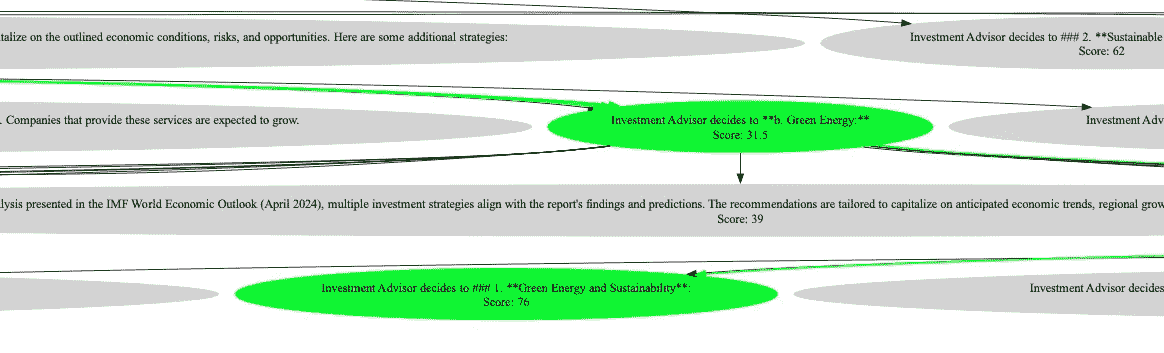 talize on the outlined economic conditions, risks, and opportunities. Here are some additional strategies:
Investment Advisor decides to ### 2. **Sustainable
Score: 62
. Companies that provide these services are expected to grow.
Investment Advisor decides to **b. Green Energy:**
Score: 31.5
Investment Adv
lysis presented in the IMF World Economic Outlook (April 2024), multiple investment strategies align with the report's findings and predictions. The recommendations are tailored to capitalize on anticipated economic trends, regional grow
Score: 39
Investment Advisor decides to ### 1. **Green Energy and Sustainability**:
Score: 76
Investment Advisor decides